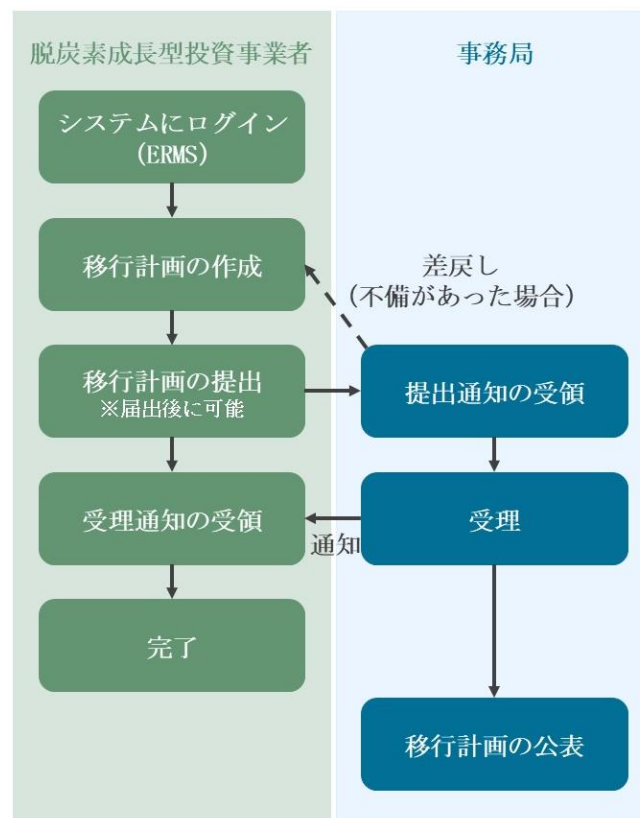 脱炭素成長型投資事業者
事務局
システムにログイン
(ERMS)
移行計画の作成
差戻し
(不備があった場合)
移行計画の提出
※届出後に可能
提出通知の受領
受理通知の受領
通知
受理
完了
移行計画の公表